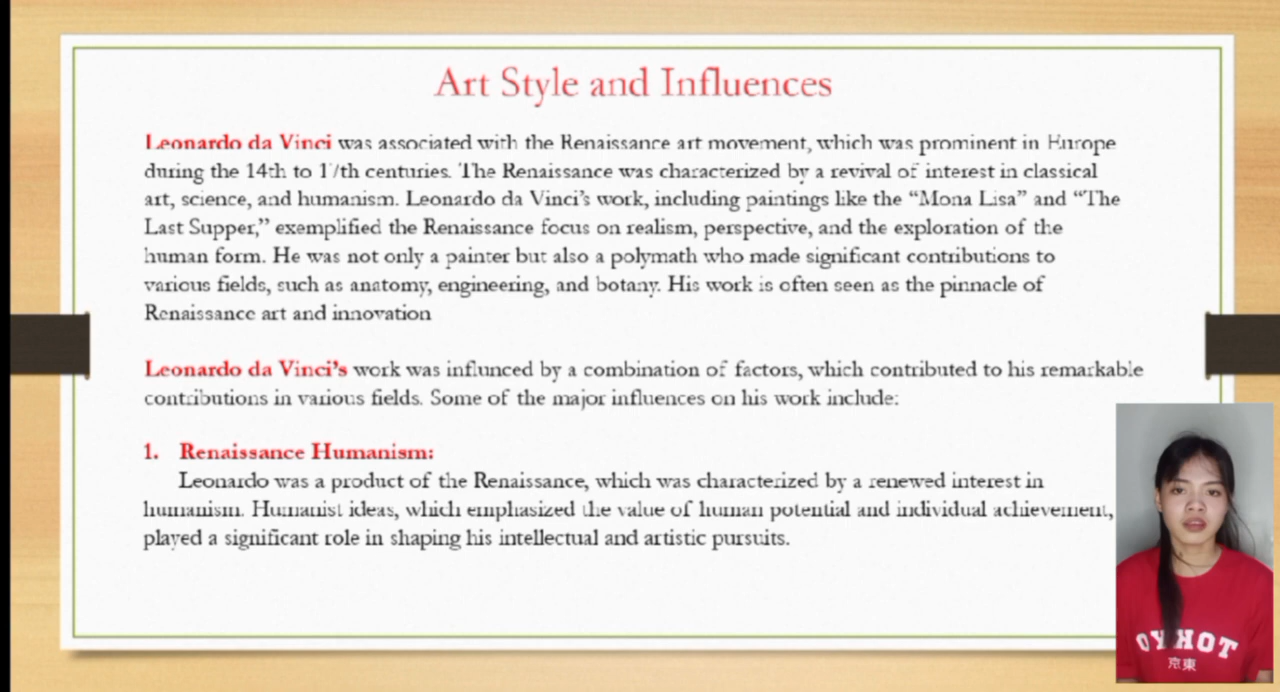 Art Style and Influences
Leonardo da Vinci was associated with the Renaissance art movement, which was prominent in Europe
during the 14th to 17th centuries. The Renaissance was characterized by a revival of interest in classical
art, science, and humanism. Leonardo da Vinci's work, including paintings like the “Mona Lisa” and “The
Last Supper,” exemplified the Renaissance focus on realism, perspective, and the exploration of the
human form. He was not only a painter but also a polymath who made significant contributions to
various fields, such as anatomy, engineering, and botany. His work is often seen as the pinnacle of
Renaissance art and innovation
Leonardo da Vinci’s work was influnced by a combination of factors, which contributed to his remarkable
contributions in various fields. Some of the major influences on his work include:
1. Renaissance Humanism:
Leonardo was a product of the Renaissance, which was characterized by a renewed interest in
humanism. Humanist ideas, which emphasized the value of human potential and individual achievement,
played a significant role in shaping his intellectual and artistic pursuits.
京東